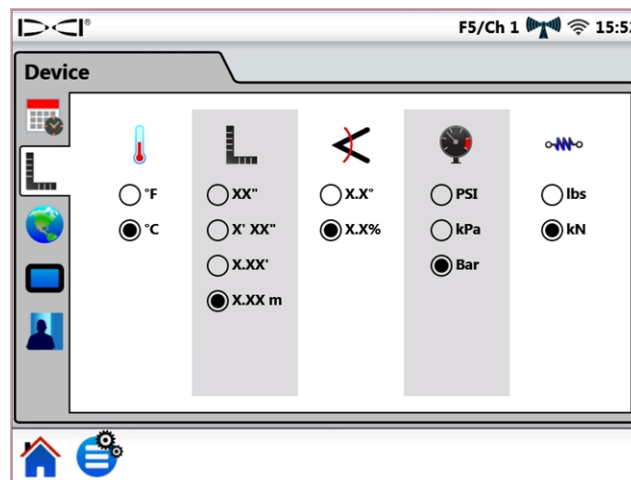 DCI®
F5/Ch 1
Device
°F
°C
XX"
X' XX"
X.XX'
X.XX m
X.X°
X.X%
PSI
kPa
Bar
lbs
kN